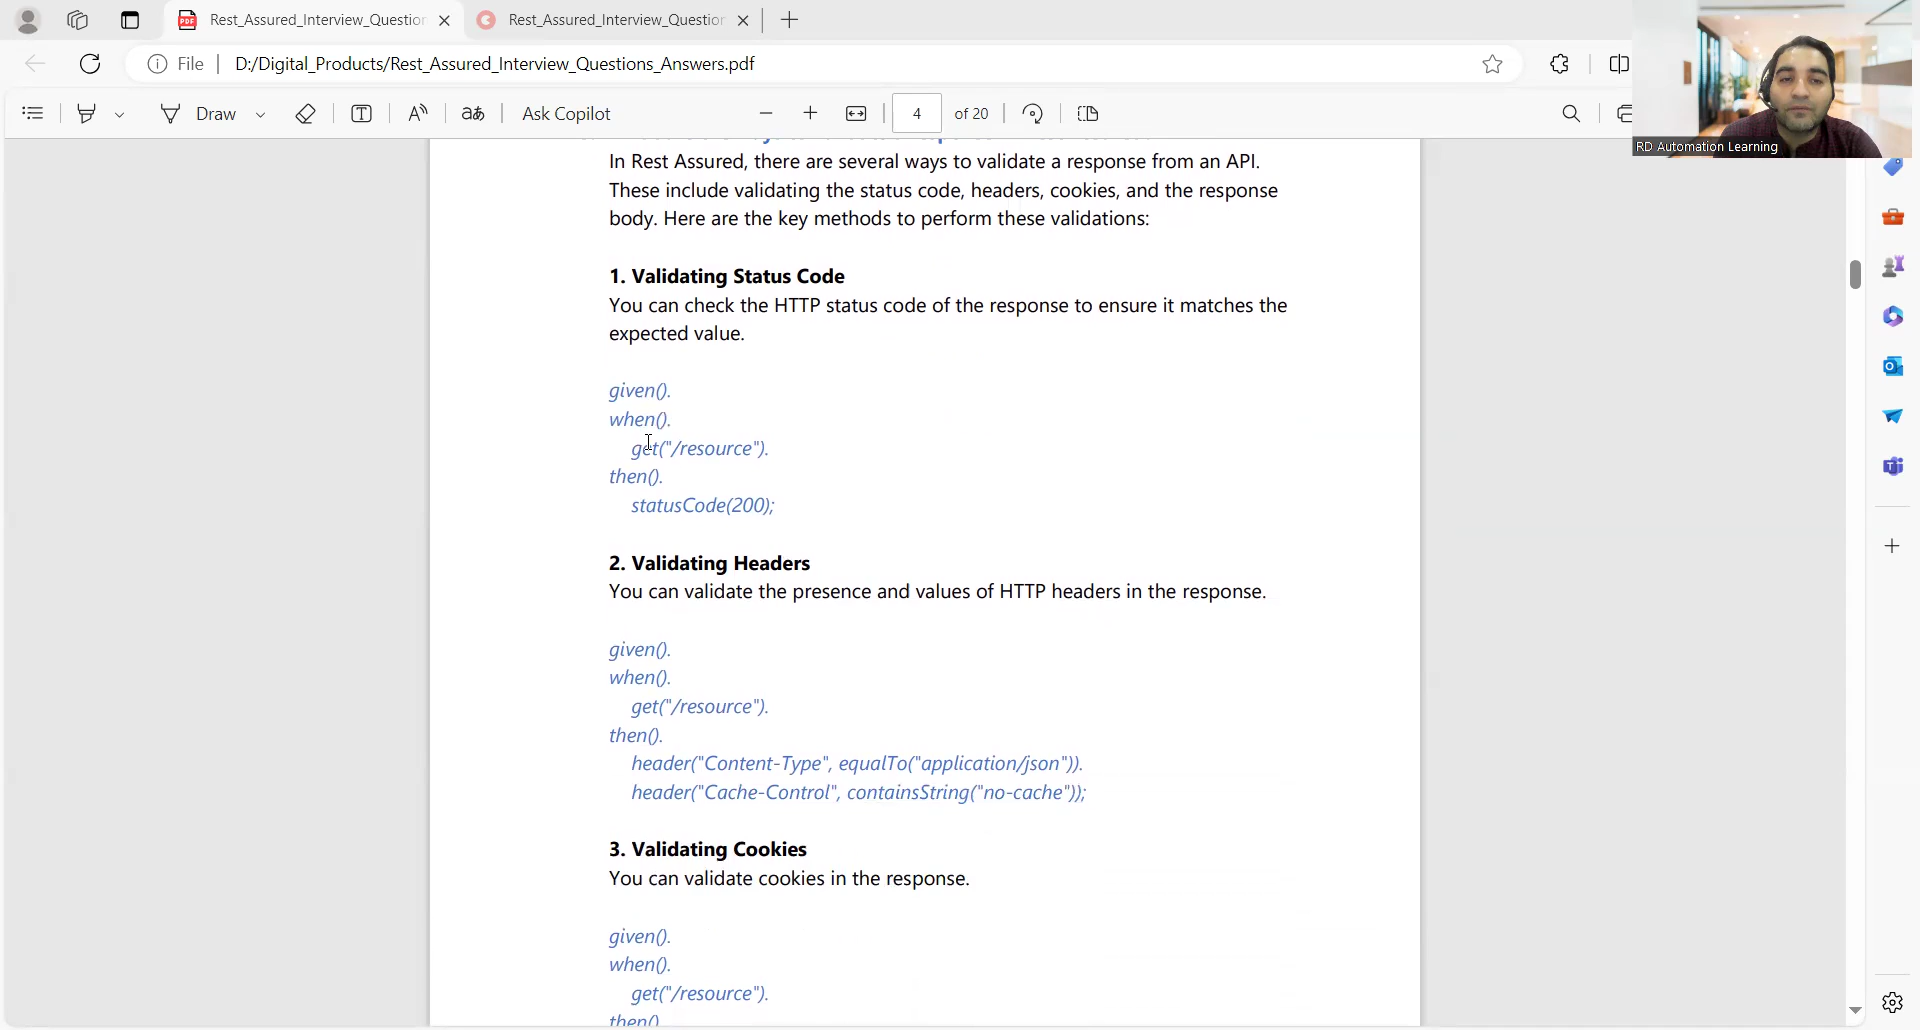 Rest_Assured_Interview_Question
Rest_Assured_Interview_Question
File
D:/Digital_Products/Rest_Assured_Interview_Questions_Answers.pdf
Draw
Ask Copilot
4
of 20
RD Automation Learning
In Rest Assured, there are several ways to validate a response from an API.
These include validating the status code, headers, cookies, and the response
body. Here are the key methods to perform these validations:
1. Validating Status Code
You can check the HTTP status code of the response to ensure it matches the
expected value.
given().
when().
get("/resource").
then().
statusCode(200);
2. Validating Headers
You can validate the presence and values of HTTP headers in the response.
given().
when().
get("/resource").
then().
header("Content-Type", equalTo("application/json")).
header("Cache-Control", containsString("no-cache"));
3. Validating Cookies
You can validate cookies in the response.
given().
when().
get("/resource").
then()